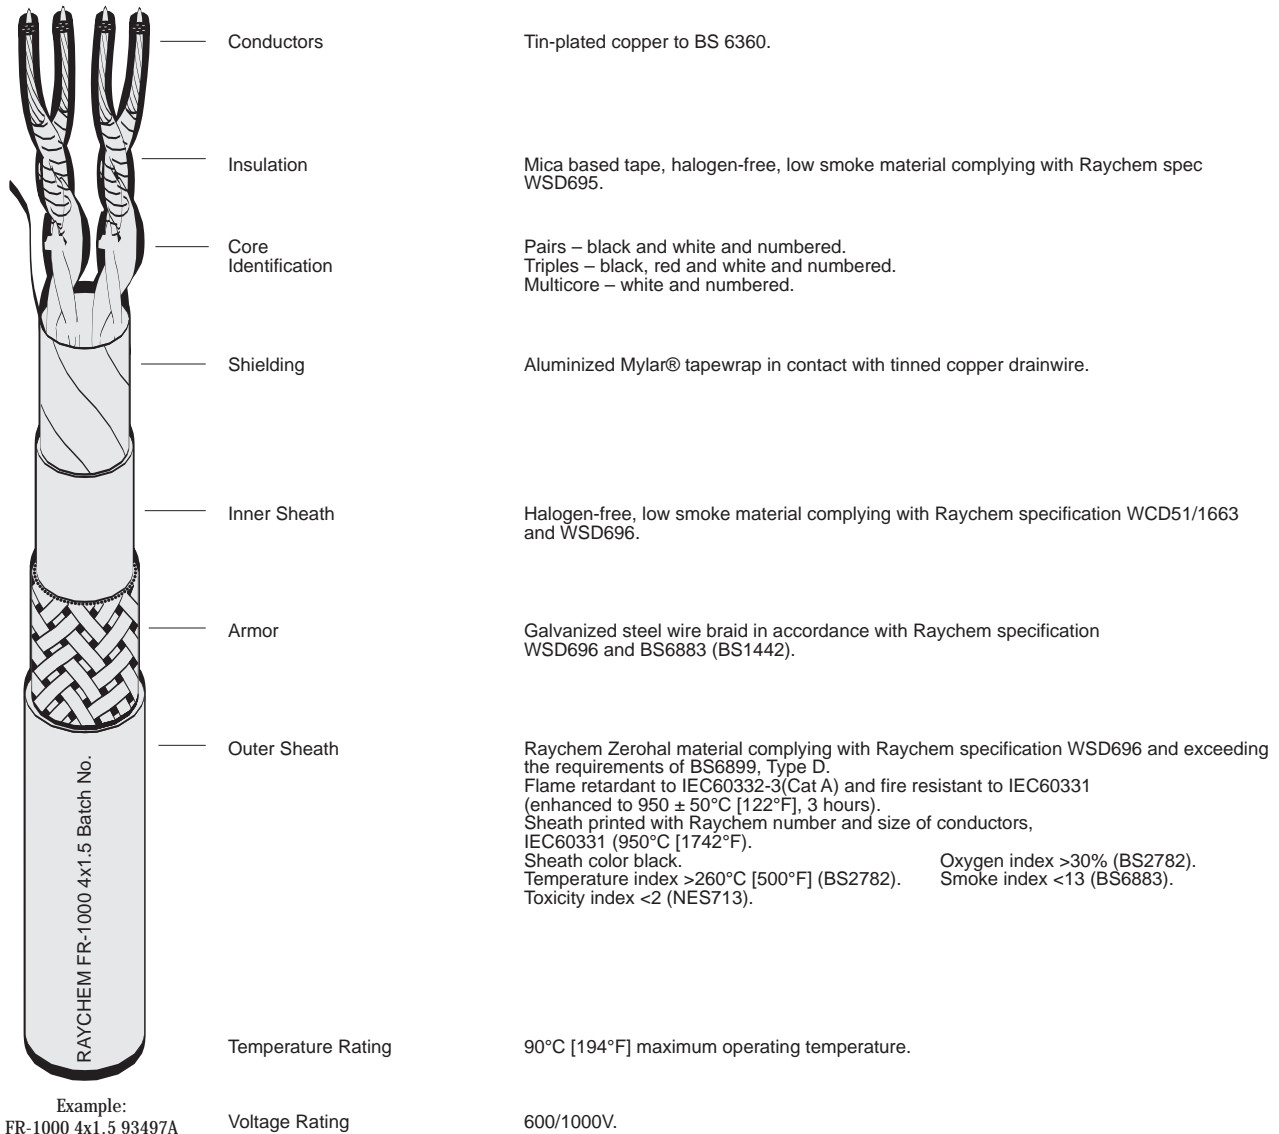 Conductors
Tin-plated copper to BS 6360.
Insulation
Mica based tape, halogen-free, low smoke material complying with Raychem spec
WSD695.
Core
Identification
Pairs – black and white and numbered.
Triples – black, red and white and numbered.
Multicore – white and numbered.
Shielding
Aluminized Mylar® tapewrap in contact with tinned copper drainwire.
Inner Sheath
Halogen-free, low smoke material complying with Raychem specification WCD51/1663
and WSD696.
Armor
Galvanized steel wire braid in accordance with Raychem specification
WSD696 and BS6883 (BS1442).
Outer Sheath
Raychem Zerohal material complying with Raychem specification WSD696 and exceeding
the requirements of BS6899, Type D.
Flame retardant to IEC60332-3(Cat A) and fire resistant to IEC60331
(enhanced to 950 ± 50°C [122°F], 3 hours).
Sheath printed with Raychem number and size of conductors,
IEC60331 (950°C [1742°F).
Sheath color black. Oxygen index >30% (BS2782).
Temperature index >260°C [500°F] (BS2782). Smoke index <13 (BS6883).
Toxicity index <2 (NES713).
RAYCHEM FR-1000 4x1.5 Batch No.
Temperature Rating
90°C [194°F] maximum operating temperature.
Example:
FR-1000 4x1.5 93497A
Voltage Rating
600/1000V.